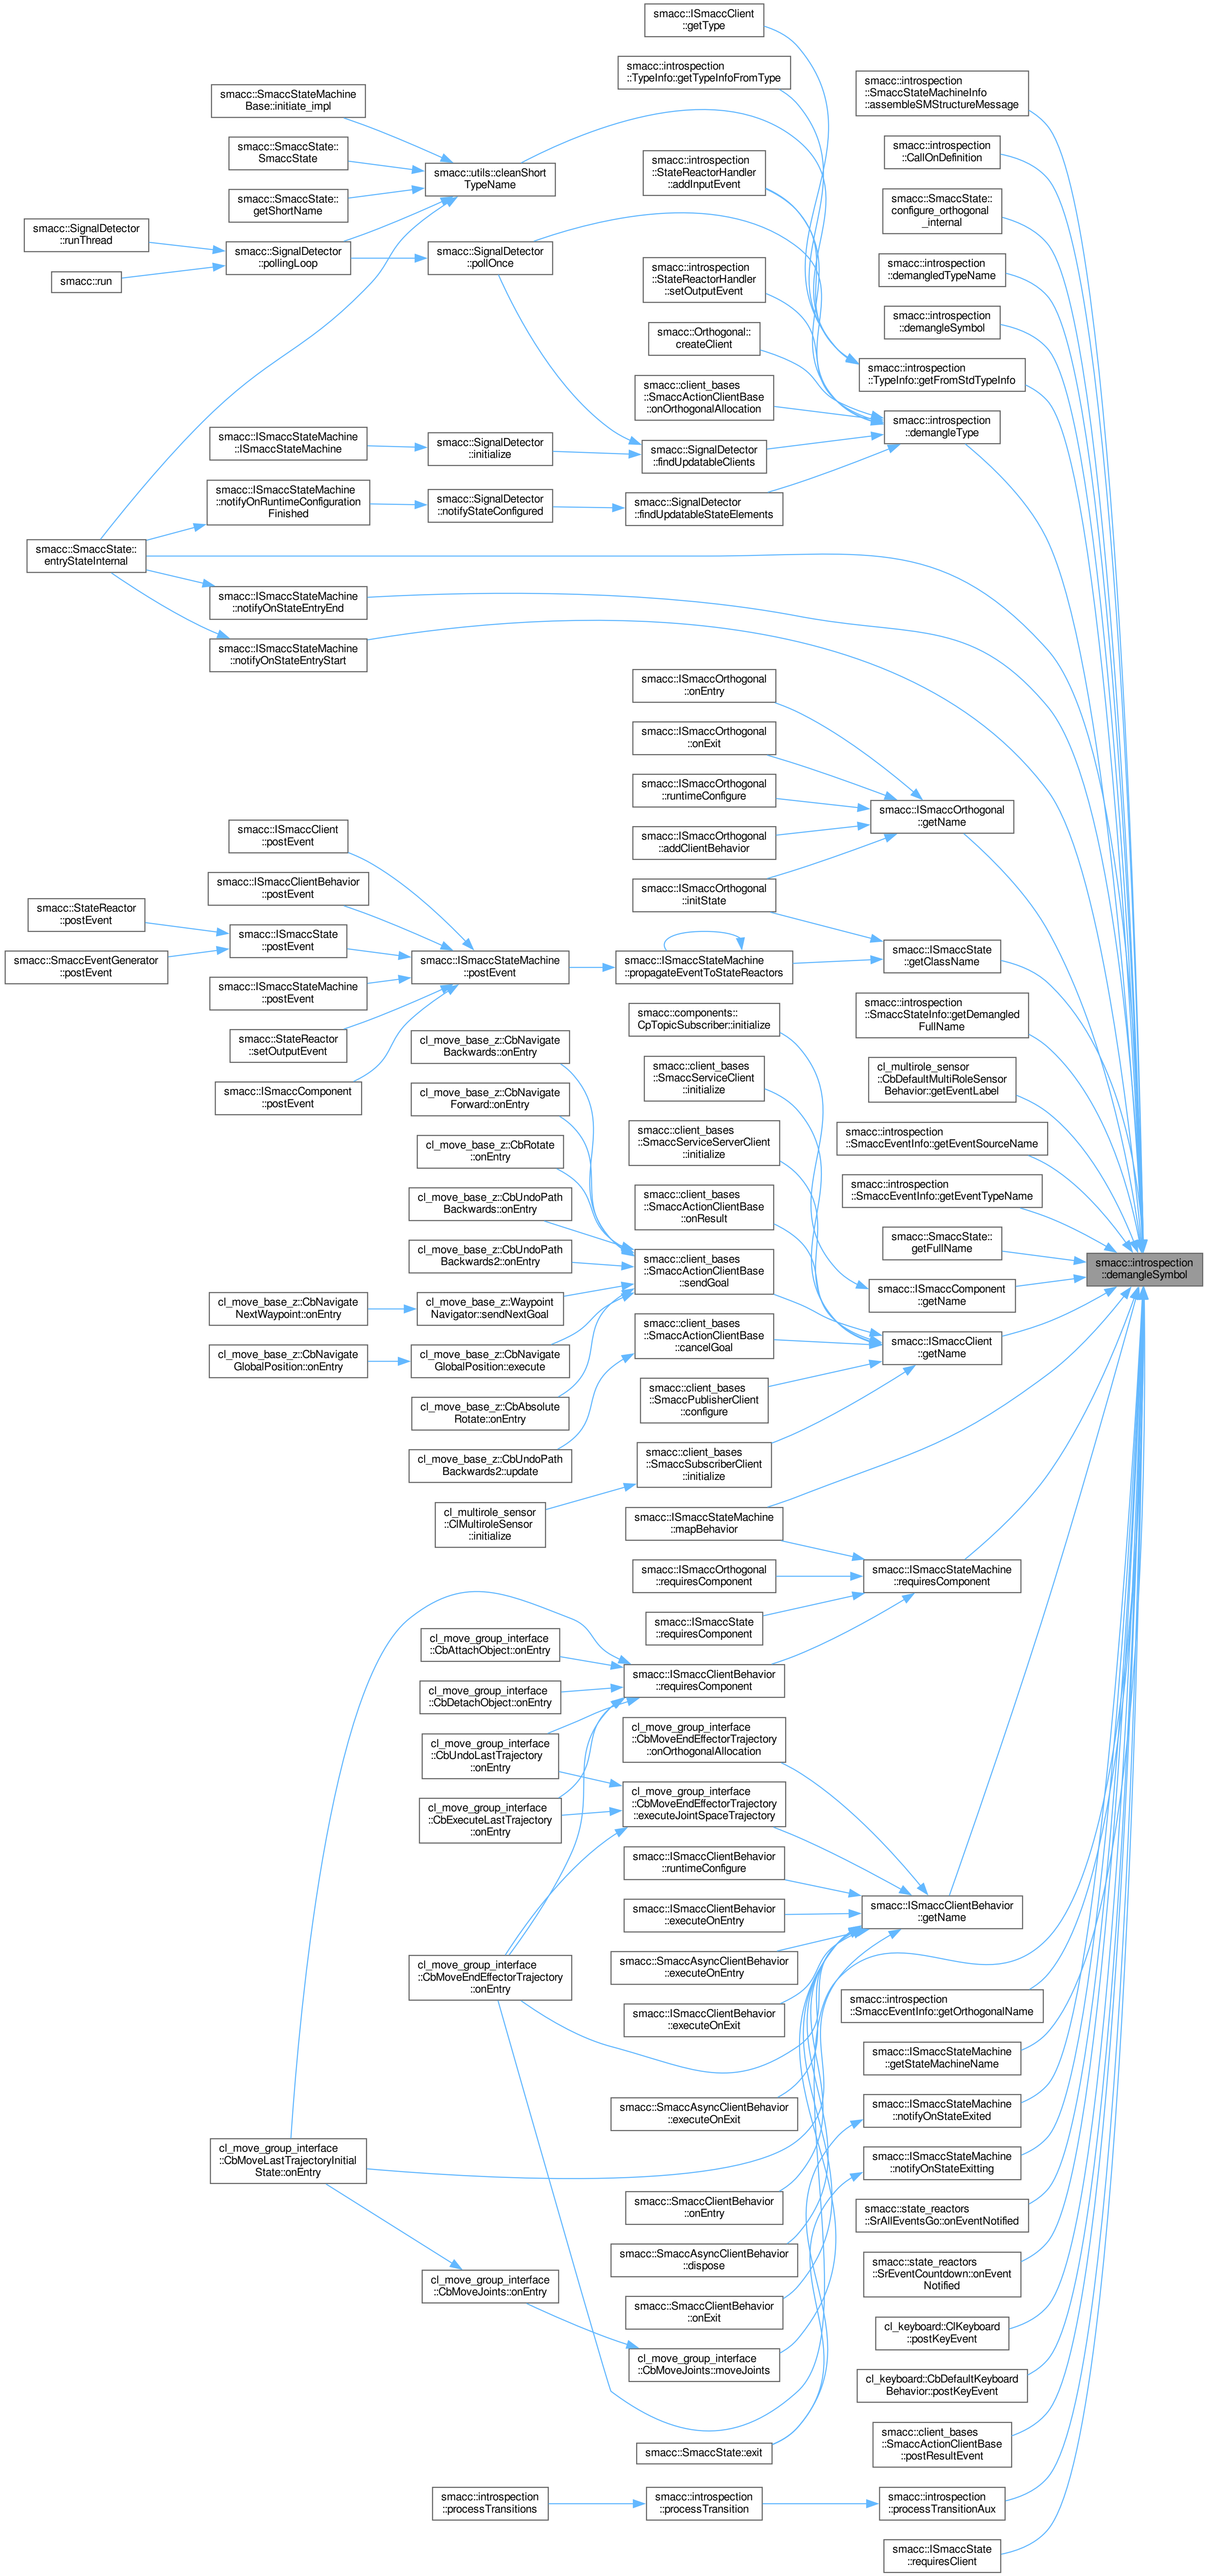 smacc::ISmaccClient
::getType
smacc::introspection
::TypeInfo::getTypeInfoFromType
smacc::introspection
::SmaccStateMachineInfo
::assembleSMStructureMessage
smacc::SmaccStateMachine
Base::initiate_impl
smacc::SmaccState::
SmaccState
smacc::utils::cleanShort
TypeName
smacc::introspection
::StateReactorHandler
::addInputEvent
smacc::introspection
::CallOnDefinition
smacc::SmaccState::
getShortName
smacc::SmaccState::
configure_orthogonal
_internal
smacc::SignalDetector
::runThread
smacc::run
smacc::SignalDetector
::pollingLoop
smacc::SignalDetector
::pollOnce
smacc::introspection
::StateReactorHandler
::setOutputEvent
smacc::introspection
::demangledTypeName
smacc::introspection
::demangleSymbol
smacc::Orthogonal::
createClient
smacc::introspection
::TypeInfo::getFromStdTypeInfo
smacc::client_bases
::SmaccActionClientBase
::onOrthogonalAllocation
smacc::introspection
::demangleType
smacc::ISmaccStateMachine
::ISmaccStateMachine
smacc::SignalDetector
::initialize
smacc::SignalDetector
::findUpdatableClients
smacc::ISmaccStateMachine
::notifyOnRuntimeConfiguration
Finished
smacc::SignalDetector
::notifyStateConfigured
smacc::SignalDetector
::findUpdatableStateElements
smacc::SmaccState::
entryStateInternal
smacc::ISmaccStateMachine
::notifyOnStateEntryEnd
smacc::ISmaccStateMachine
::notifyOnStateEntryStart
smacc::ISmaccOrthogonal
::onEntry
smacc::ISmaccOrthogonal
::onExit
smacc::ISmaccOrthogonal
::runtimeConfigure
smacc::ISmaccOrthogonal
::getName
smacc::ISmaccOrthogonal
::addClientBehavior
smacc::ISmaccClient
::postEvent
smacc::ISmaccClientBehavior
::postEvent
smacc::ISmaccOrthogonal
::initState
smacc::StateReactor
::postEvent
smacc::ISmaccState
::postEvent
smacc::SmaccEventGenerator
::postEvent
smacc::ISmaccStateMachine
::postEvent
smacc::ISmaccStateMachine
::propagateEventToStateReactors
smacc::ISmaccState
::getClassName
smacc::ISmaccStateMachine
::postEvent
smacc::StateReactor
::setOutputEvent
smacc::ISmaccComponent
::postEvent
smacc::components::
CpTopicSubscriber::initialize
smacc::introspection
::SmaccStateInfo::getDemangled
FullName
cl_move_base_z::CbNavigate
Backwards::onEntry
smacc::client_bases
::SmaccServiceClient
::initialize
cl_multirole_sensor
::CbDefaultMultiRoleSensor
Behavior::getEventLabel
cl_move_base_z::CbNavigate
Forward::onEntry
cl_move_base_z::CbRotate
::onEntry
smacc::client_bases
::SmaccServiceServerClient
::initialize
smacc::introspection
::SmaccEventInfo::getEventSourceName
cl_move_base_z::CbUndoPath
Backwards::onEntry
smacc::client_bases
::SmaccActionClientBase
::onResult
smacc::introspection
::SmaccEventInfo::getEventTypeName
cl_move_base_z::CbUndoPath
Backwards2::onEntry
smacc::client_bases
::SmaccActionClientBase
::sendGoal
smacc::SmaccState::
getFullName
smacc::introspection
::demangleSymbol
cl_move_base_z::CbNavigate
NextWaypoint::onEntry
cl_move_base_z::Waypoint
Navigator::sendNextGoal
smacc::ISmaccComponent
::getName
cl_move_base_z::CbNavigate
GlobalPosition::onEntry
cl_move_base_z::CbNavigate
GlobalPosition::execute
smacc::client_bases
::SmaccActionClientBase
::cancelGoal
smacc::ISmaccClient
::getName
cl_move_base_z::CbAbsolute
Rotate::onEntry
smacc::client_bases
::SmaccPublisherClient
::configure
cl_move_base_z::CbUndoPath
Backwards2::update
smacc::client_bases
::SmaccSubscriberClient
::initialize
cl_multirole_sensor
::ClMultiroleSensor
::initialize
smacc::ISmaccStateMachine
::mapBehavior
smacc::ISmaccOrthogonal
::requiresComponent
smacc::ISmaccStateMachine
::requiresComponent
smacc::ISmaccState
::requiresComponent
cl_move_group_interface
::CbAttachObject::onEntry
smacc::ISmaccClientBehavior
::requiresComponent
cl_move_group_interface
::CbDetachObject::onEntry
cl_move_group_interface
::CbUndoLastTrajectory
::onEntry
cl_move_group_interface
::CbMoveEndEffectorTrajectory
::onOrthogonalAllocation
cl_move_group_interface
::CbExecuteLastTrajectory
::onEntry
cl_move_group_interface
::CbMoveEndEffectorTrajectory
::executeJointSpaceTrajectory
smacc::ISmaccClientBehavior
::runtimeConfigure
smacc::ISmaccClientBehavior
::executeOnEntry
smacc::ISmaccClientBehavior
::getName
cl_move_group_interface
::CbMoveEndEffectorTrajectory
::onEntry
smacc::SmaccAsyncClientBehavior
::executeOnEntry
smacc::ISmaccClientBehavior
::executeOnExit
smacc::introspection
::SmaccEventInfo::getOrthogonalName
smacc::ISmaccStateMachine
::getStateMachineName
smacc::SmaccAsyncClientBehavior
::executeOnExit
smacc::ISmaccStateMachine
::notifyOnStateExited
cl_move_group_interface
::CbMoveLastTrajectoryInitial
State::onEntry
smacc::ISmaccStateMachine
::notifyOnStateExitting
smacc::SmaccClientBehavior
::onEntry
smacc::state_reactors
::SrAllEventsGo::onEventNotified
smacc::SmaccAsyncClientBehavior
::dispose
smacc::state_reactors
::SrEventCountdown::onEvent
Notified
cl_move_group_interface
::CbMoveJoints::onEntry
smacc::SmaccClientBehavior
::onExit
cl_keyboard::ClKeyboard
::postKeyEvent
cl_move_group_interface
::CbMoveJoints::moveJoints
cl_keyboard::CbDefaultKeyboard
Behavior::postKeyEvent
smacc::client_bases
::SmaccActionClientBase
::postResultEvent
smacc::SmaccState::exit
smacc::introspection
::processTransitions
smacc::introspection
::processTransition
smacc::introspection
::processTransitionAux
smacc::ISmaccState
::requiresClient